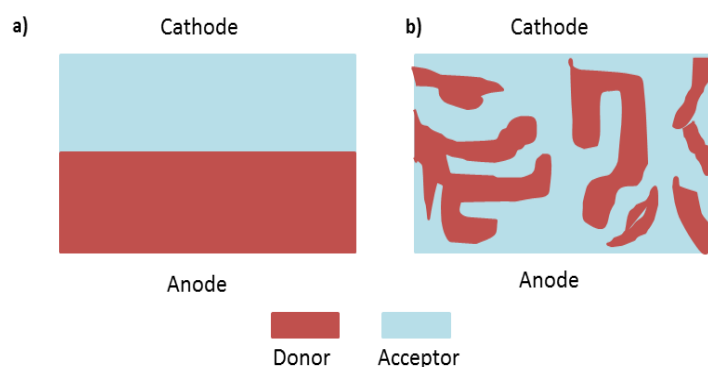 a)
Cathode
b)
Cathode
Anode
Anode
Donor
Acceptor